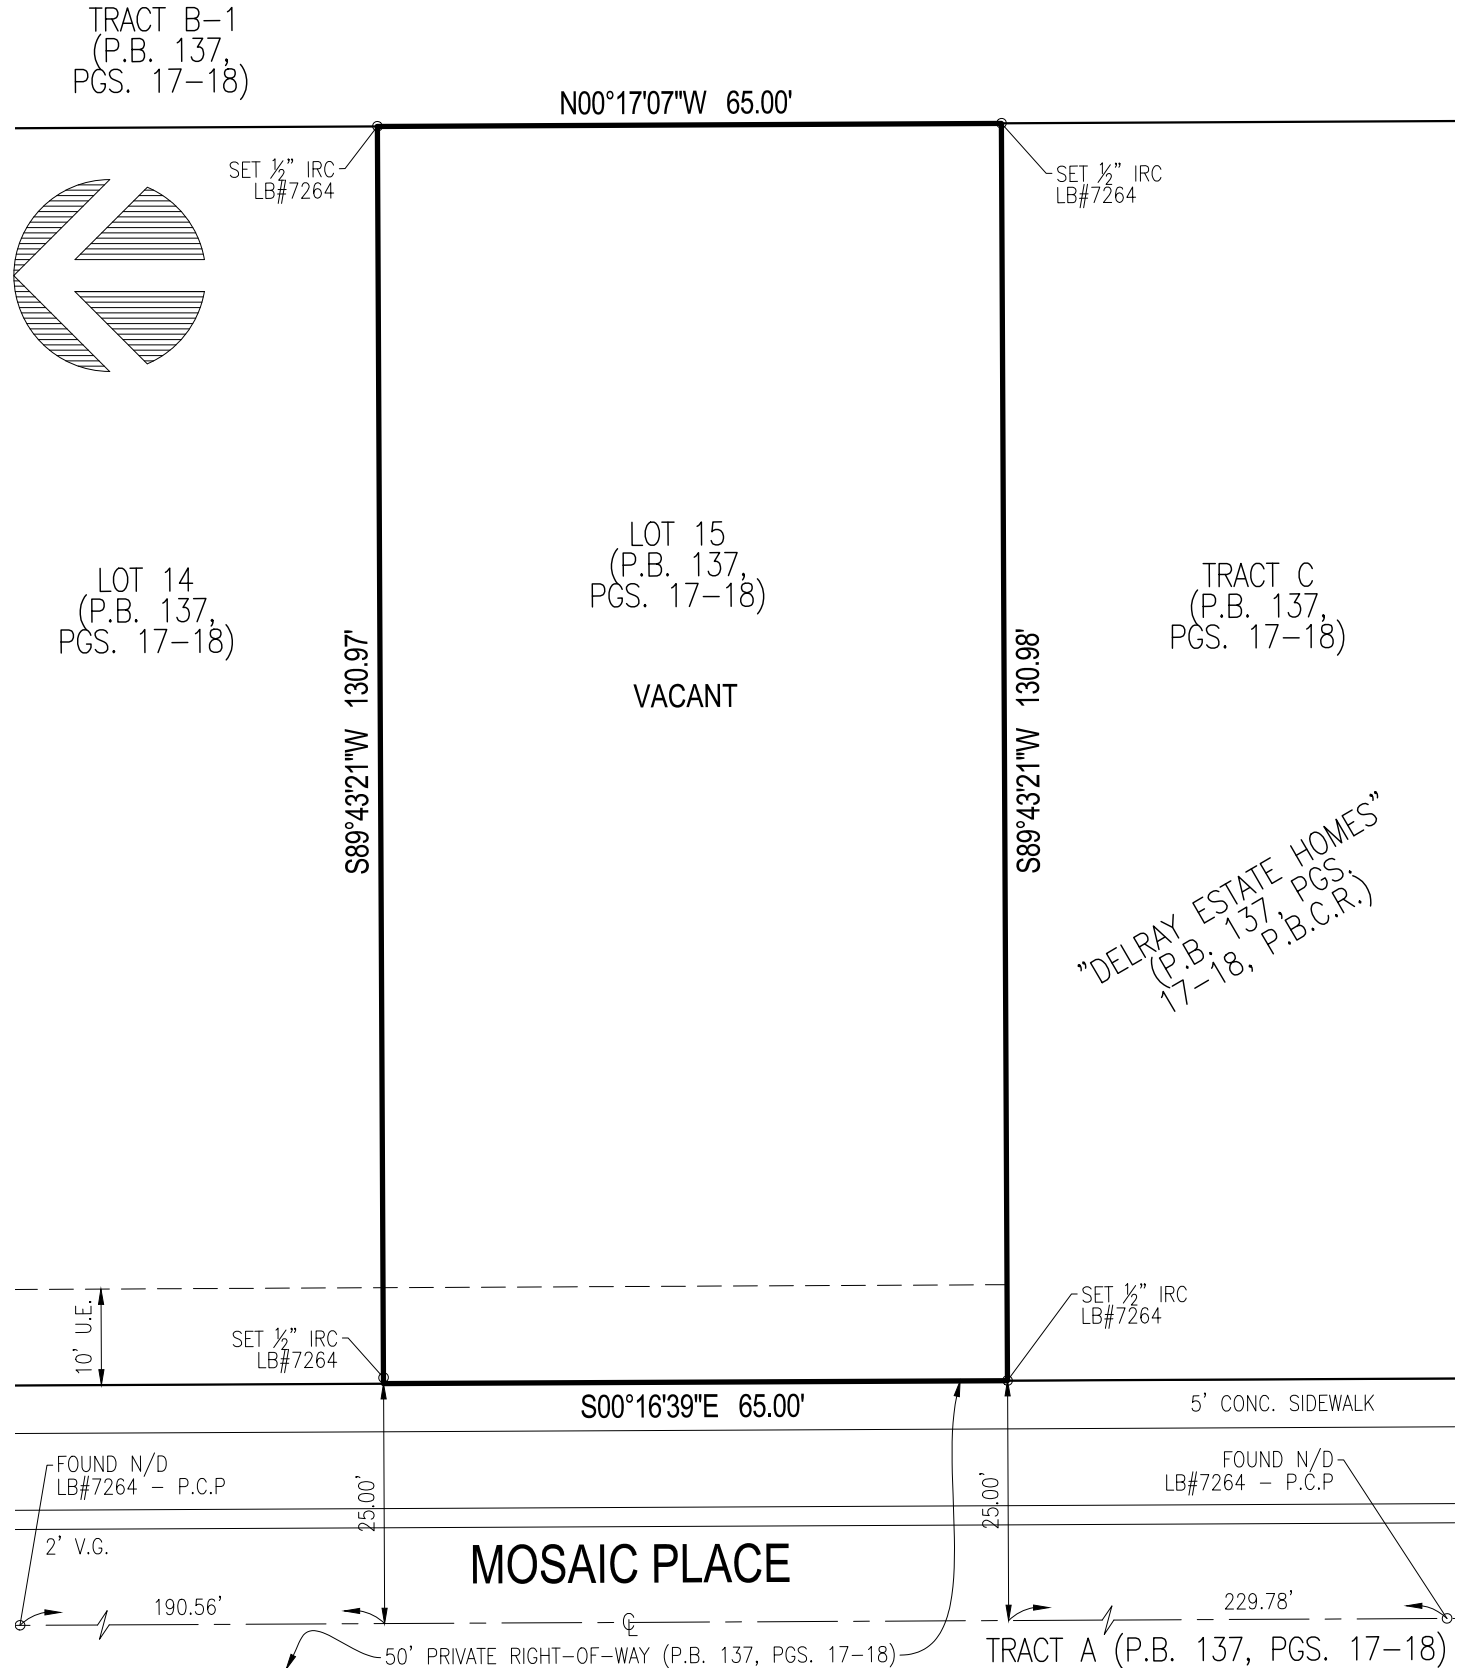 TRACT B-1
(P.B. 137,
PGS. 17-18)
N00°17'07"W 65.00'
SET ½" IRC
LB#7264
SET ½" IRC
LB#7264
LOT 15
(P.B. 137,
PGS. 17-18)
LOT 14
(P.B. 137,
PGS. 17-18)
TRACT C
(P.B. 137,
PGS. 17-18)
VACANT
S89°43'21"W 130.97'
S89°43'21"W 130.98'
"DELRAY ESTATE HOMES"
(P.B. 137, PGS.
17-18, P.B.C.R.)
10' U.E.
SET ½" IRC
LB#7264
SET ½" IRC
LB#7264
S00°16'39"E 65.00'
5' CONC. SIDEWALK
FOUND N/D
LB#7264 - P.C.P
25.00'
25.00'
FOUND N/D
LB#7264 - P.C.P
2' V.G.
MOSAIC PLACE
190.56'
℄
229.78'
50' PRIVATE RIGHT-OF-WAY (P.B. 137, PGS. 17-18)
TRACT A (P.B. 137, PGS. 17-18)